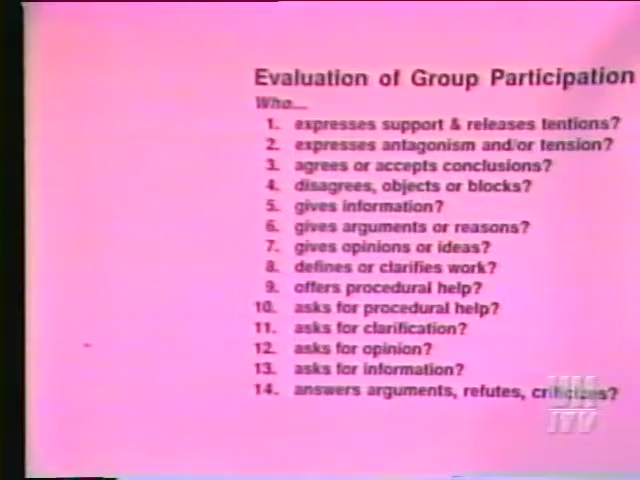 Evaluation of Group Participation
Who...
1. expresses support & releases tentions?
2. expresses antagonism and/or tension?
3. agrees or accepts conclusions?
4. disagrees, objects or blocks?
5. gives information?
6. gives arguments or reasons?
7. gives opinions or ideas?
8. defines or clarifies work?
9. offers procedural help?
10. asks for procedural help?
11. asks for clarification?
12. asks for opinion?
13. asks for information?
14. answers arguments, refutes, criticizes?
ITV